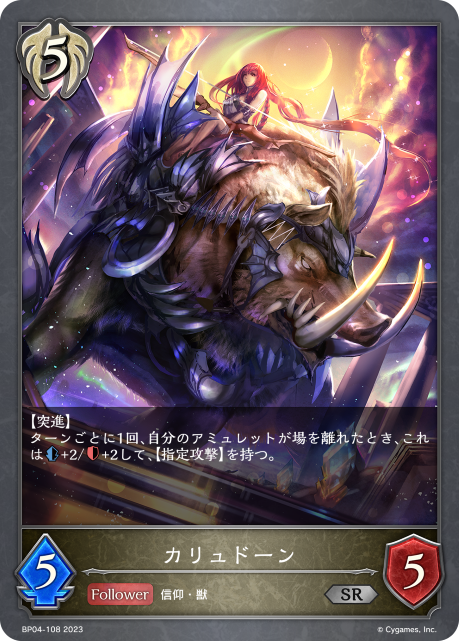 5
【突進】
ターンごとに1回、自分のアミュレットが場を離れたとき、これ
は+2/+2して、【指定攻撃】を持つ。
カリュドーン
5
Follower 信仰・獣
SR
5
BP04-108 2023
© Cygames, Inc.